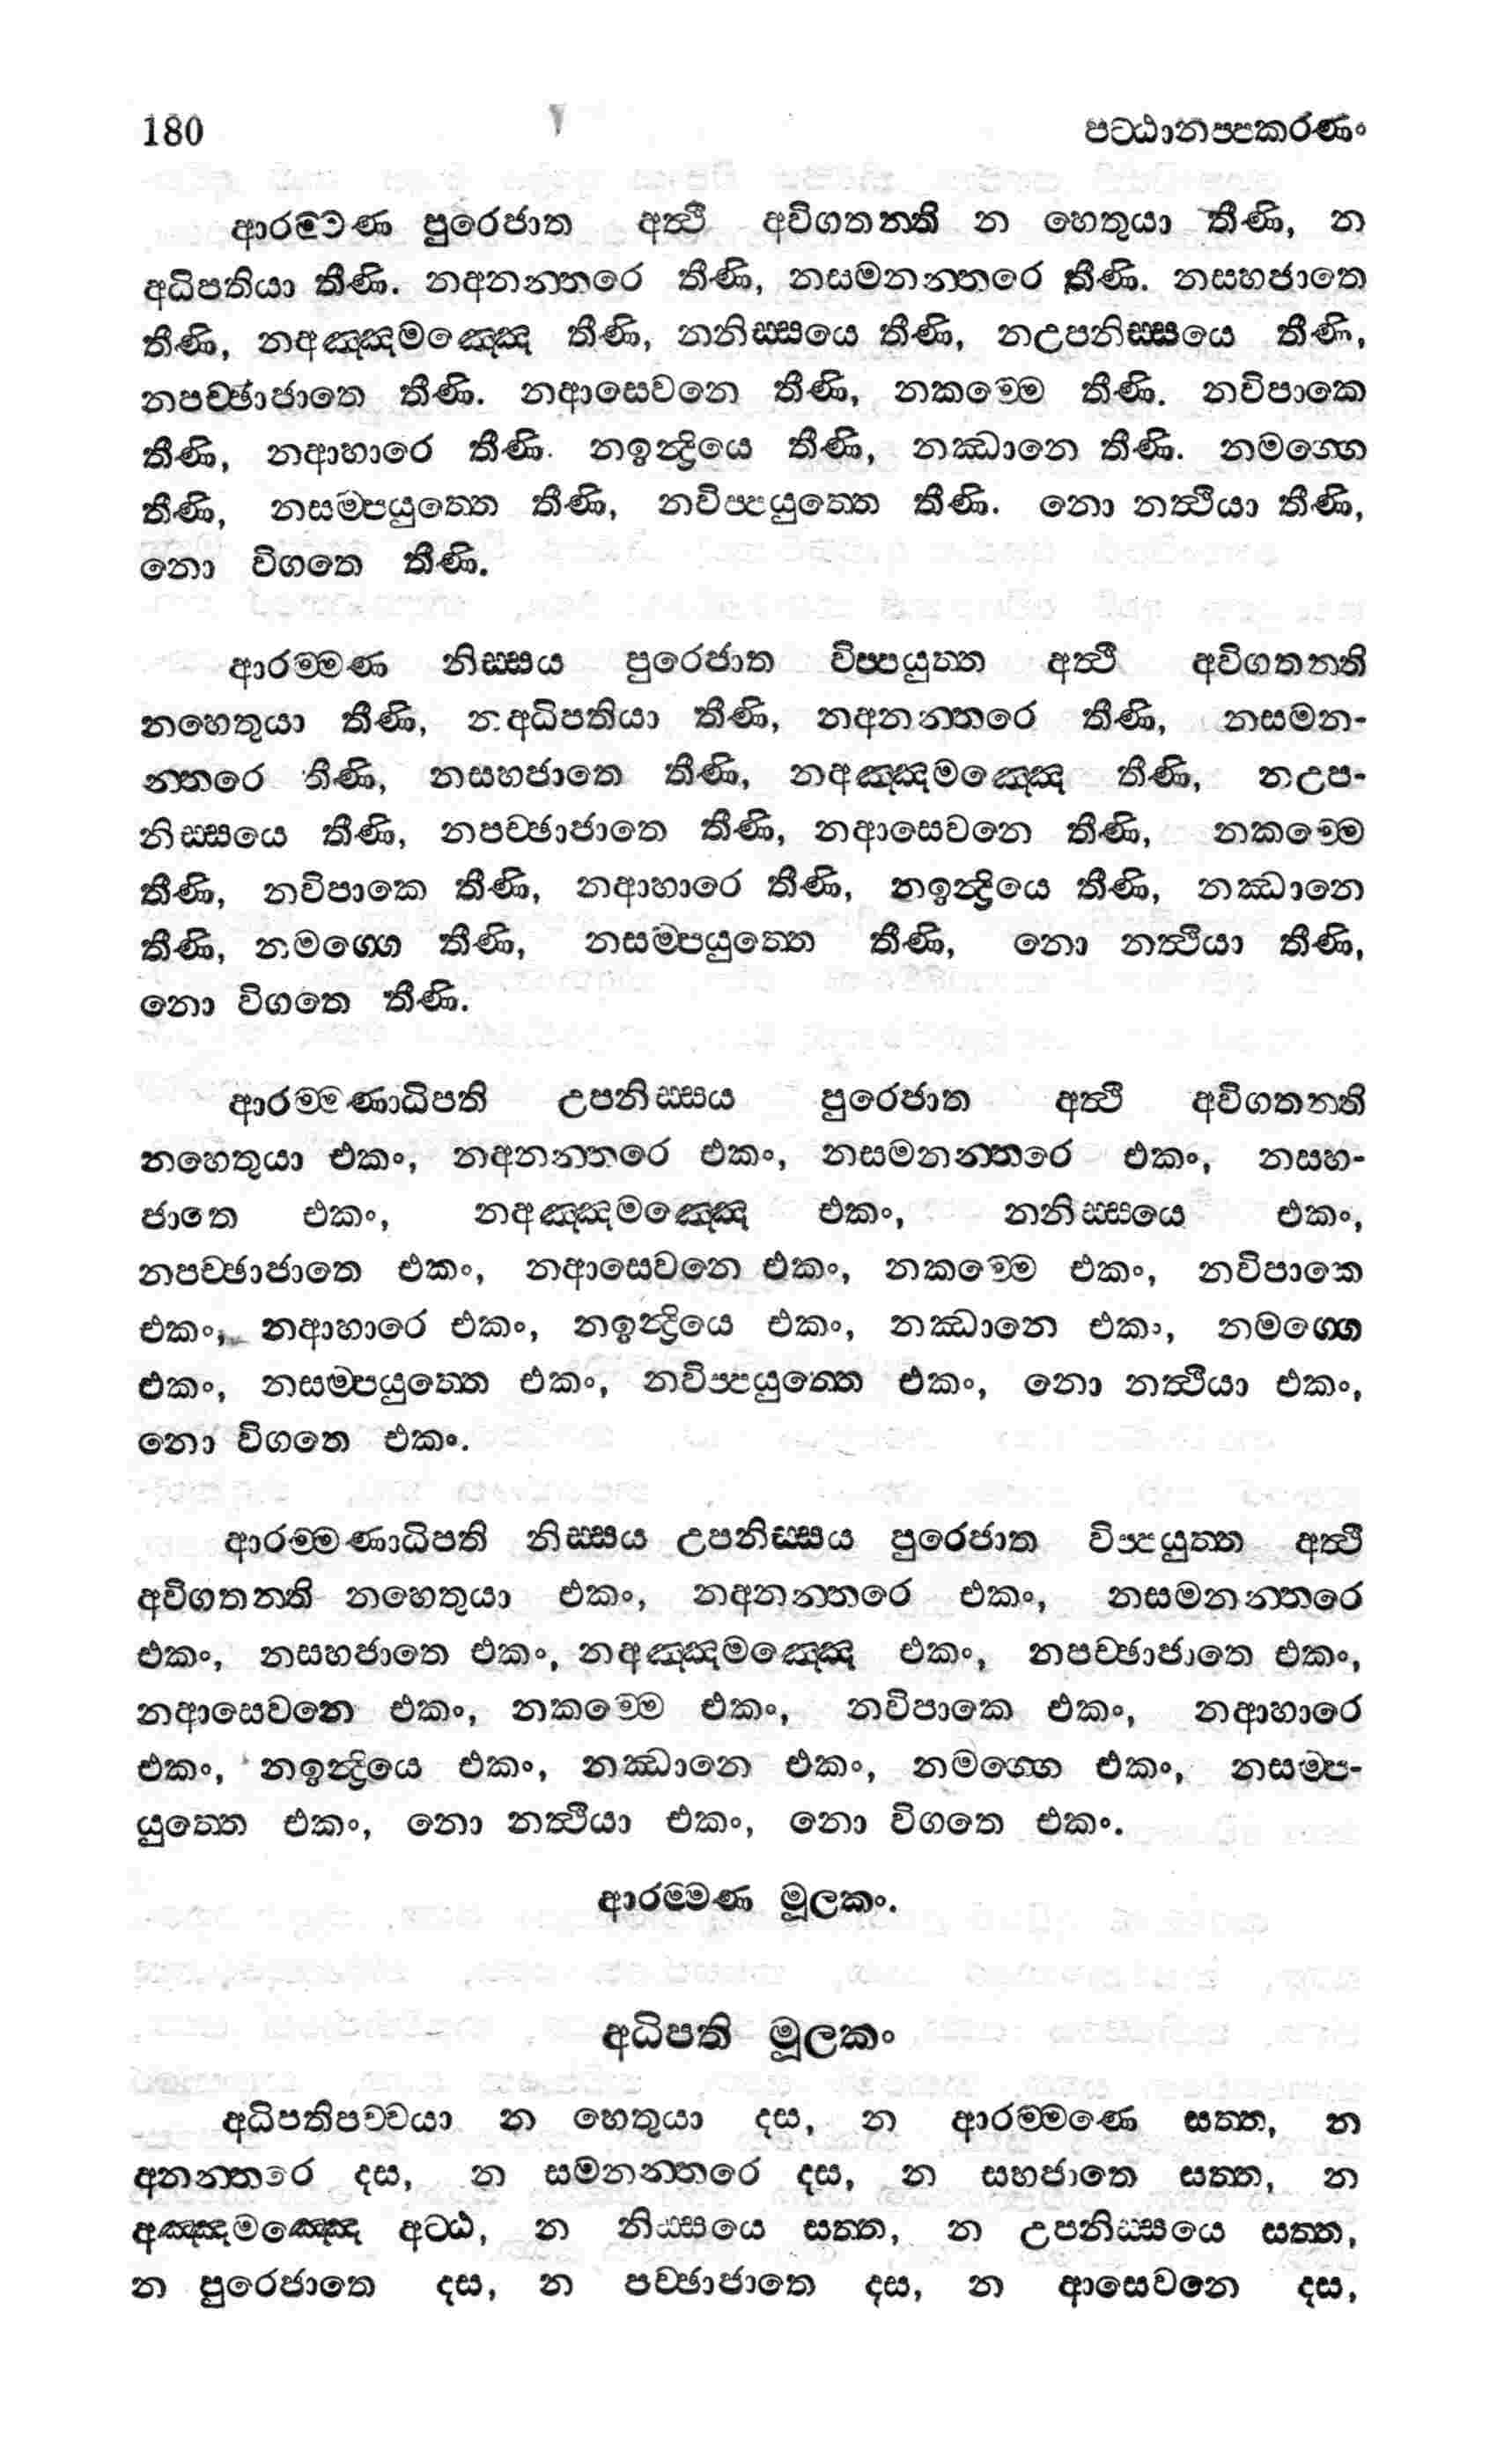 180 පට්ඨානප්පකරණං
ආරම්මණ පුරෙජාත අත්ථි අවිගතන්ති න හෙතුයා තීණි, න
අධිපතියා තීණි. නඅනන්තරෙ තීණි, නසමනන්තරෙ තීණි. නසහජාතෙ
තීණි, නඅඤ්ඤමඤ්ඤෙ තීණි, නනිස්සයෙ තීණි, නඋපනිස්සයෙ තීණි,
නපච්ඡාජාතෙ තීණි. නආසෙවනෙ තීණි, නකම්මෙ තීණි. නවිපාකෙ
තීණි, නආහාරෙ තීණි. නඉන්ද්‍රියෙ තීණි, නඣානෙ තීණි. නමග්ගෙ
තීණි, නසම්පයුත්තෙ තීණි, නවිප්පයුත්තෙ තීණි. නො නත්ථියා තීණි,
නො විගතෙ තීණි.
ආරම්මණ නිස්සය පුරෙජාත විප්පයුත්ත අත්ථි අවිගතන්ති
නහෙතුයා තීණි, නඅධිපතියා තීණි, නඅනන්තරෙ තීණි, නසමන-
න්තරෙ තීණි, නසහජාතෙ තීණි, නඅඤ්ඤමඤ්ඤෙ තීණි, නඋප-
නිස්සයෙ තීණි, නපච්ඡාජාතෙ තීණි, නආසෙවනෙ තීණි, නකම්මෙ
තීණි, නවිපාකෙ තීණි, නආහාරෙ තීණි, නඉන්ද්‍රියෙ තීණි, නඣානෙ
තීණි, නමග්ගෙ තීණි, නසම්පයුත්තෙ තීණි, නො නත්ථියා තීණි,
නො විගතෙ තීණි.
ආරම්මණාධිපති උපනිස්සය පුරෙජාත අත්ථි අවිගතන්ති
නහෙතුයා එකං, නඅනන්තරෙ එකං, නසමනන්තරෙ එකං, නසහ-
ජාතෙ එකං, නඅඤ්ඤමඤ්ඤෙ එකං, නනිස්සයෙ එකං,
නපච්ඡාජාතෙ එකං, නආසෙවනෙ එකං, නකම්මෙ එකං, නවිපාකෙ
එකං, නආහාරෙ එකං, නඉන්ද්‍රියෙ එකං, නඣානෙ එකං, නමග්ගෙ
එකං, නසම්පයුත්තෙ එකං, නවිප්පයුත්තෙ එකං, නො නත්ථියා එකං,
නො විගතෙ එකං.
ආරම්මණාධිපති නිස්සය උපනිස්සය පුරෙජාත විප්පයුත්ත අත්ථි
අවිගතන්ති නහෙතුයා එකං, නඅනන්තරෙ එකං, නසමනන්තරෙ
එකං, නසහජාතෙ එකං, නඅඤ්ඤමඤ්ඤෙ එකං, නපච්ඡාජාතෙ එකං,
නආසෙවනෙ එකං, නකම්මෙ එකං, නවිපාකෙ එකං, නආහාරෙ
එකං, නඉන්ද්‍රියෙ එකං, නඣානෙ එකං, නමග්ගෙ එකං, නසම්ප-
යුත්තෙ එකං, නො නත්ථියා එකං, නො විගතෙ එකං.
ආරම්මණ මූලකං.
අධිපති මූලකං
අධිපතිපච්චයා න හෙතුයා දස, න ආරම්මණෙ සත්ත, න
අනන්තරෙ දස, න සමනන්තරෙ දස, න සහජාතෙ සත්ත, න
අඤ්ඤමඤ්ඤෙ අට්ඨ, න නිස්සයෙ සත්ත, න උපනිස්සයෙ සත්ත,
න පුරෙජාතෙ දස, න පච්ඡාජාතෙ දස, න ආසෙවනෙ දස,